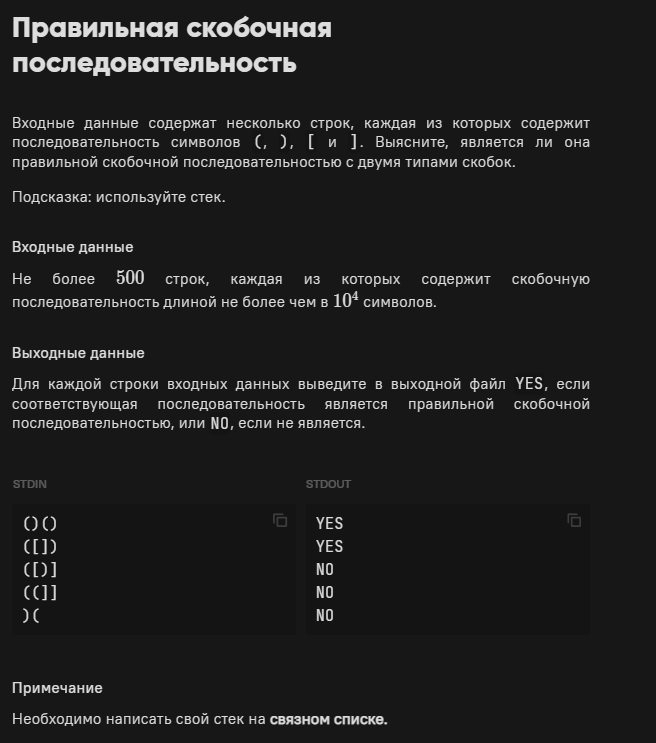 Правильная скобочная
последовательность
Входные данные содержат несколько строк, каждая из которых содержит
последовательность символов (, ), [ и ]. Выясните, является ли она
правильной скобочной последовательностью с двумя типами скобок.
Подсказка: используйте стек.
Входные данные
Не более 500 строк, каждая из которых содержит скобочную
последовательность длиной не более чем в 10⁴ символов.
Выходные данные
Для каждой строки входных данных выведите в выходной файл YES, если
соответствующая последовательность является правильной скобочной
последовательностью, или NO, если не является.
STDIN
()()
([])
([)]
((]]
)(
STDOUT
YES
YES
NO
NO
NO
Примечание
Необходимо написать свой стек на связном списке.